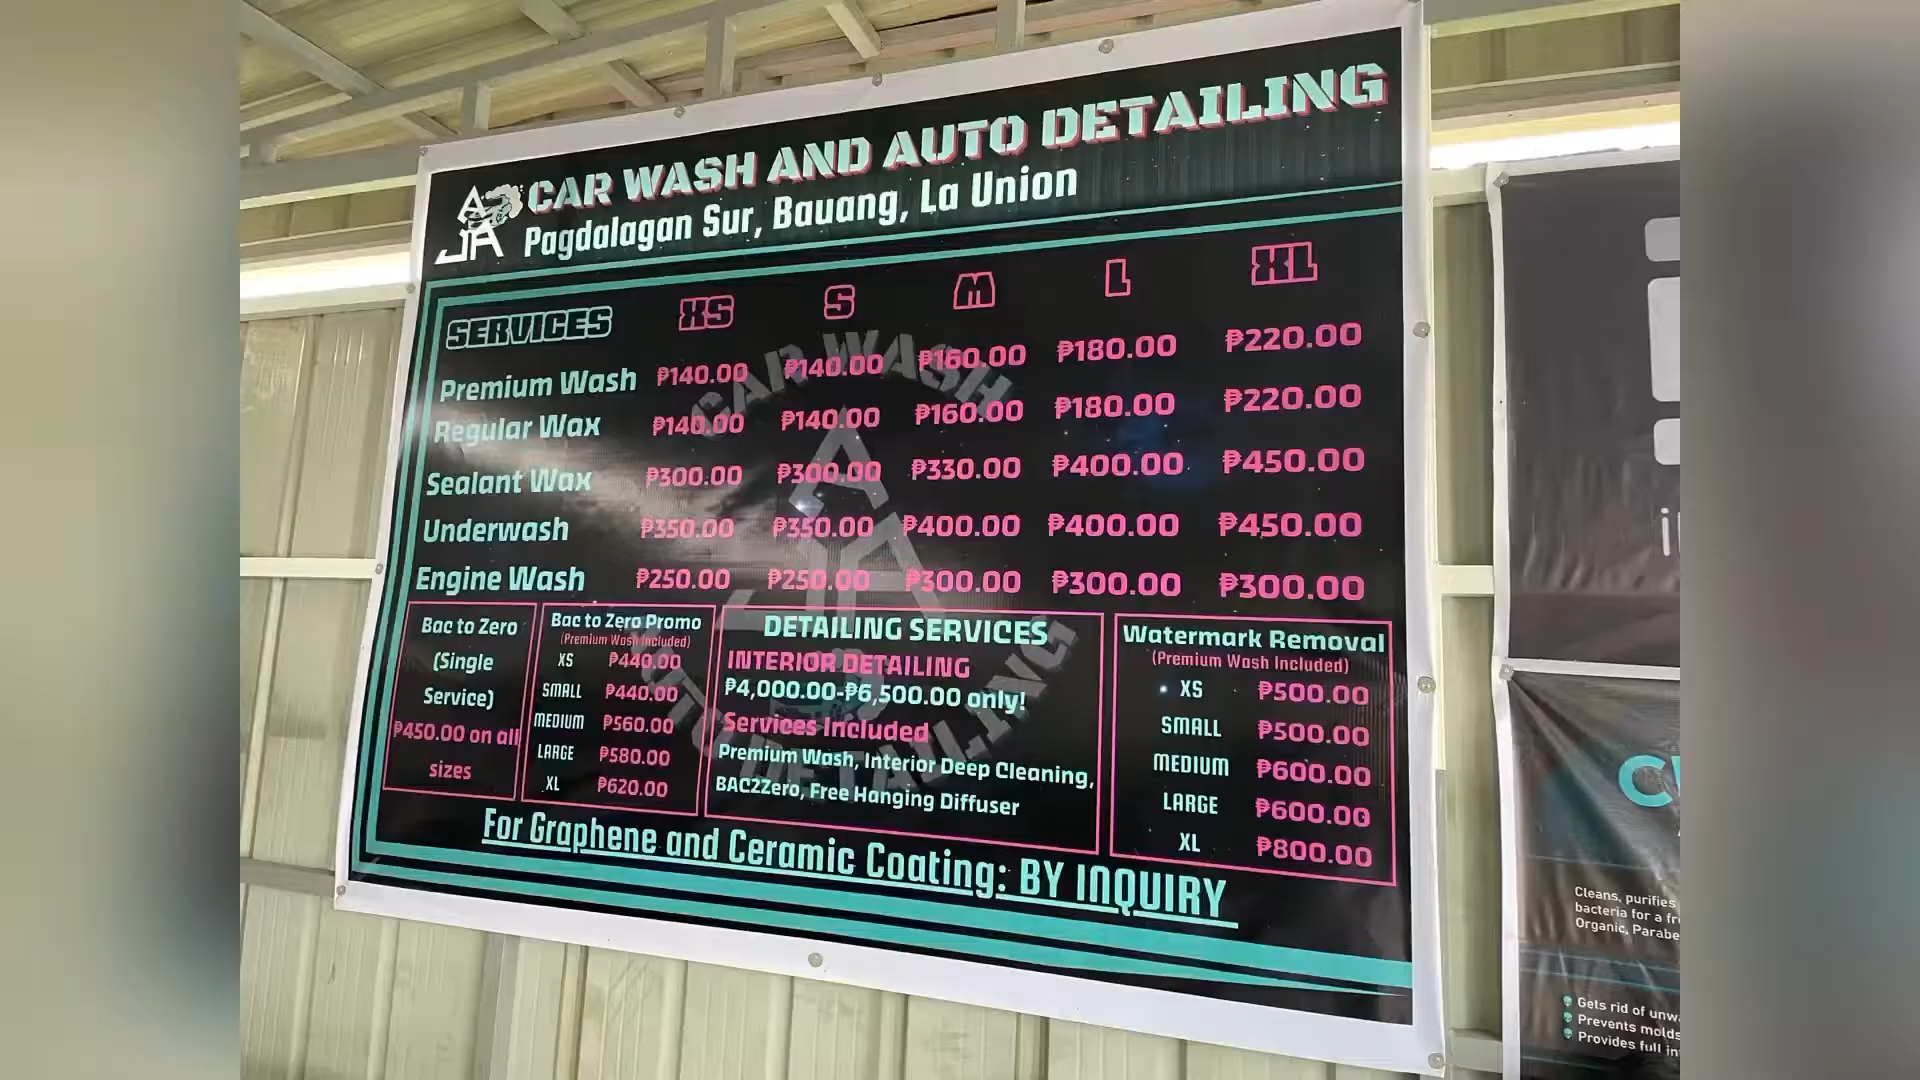 AJA CAR WASH AND AUTO DETAILING
Pagdalagan Sur, Bauang, La Union
SERVICES XS S M L XL
Premium Wash ₱140.00 ₱140.00 ₱160.00 ₱180.00 ₱220.00
Regular Wax ₱140.00 ₱140.00 ₱160.00 ₱180.00 ₱220.00
Sealant Wax ₱300.00 ₱300.00 ₱330.00 ₱400.00 ₱450.00
Underwash ₱350.00 ₱350.00 ₱400.00 ₱400.00 ₱450.00
Engine Wash ₱250.00 ₱250.00 ₱300.00 ₱300.00 ₱300.00
CAR WASH
AUTO DETAILING
Bac to Zero
(Single
Service)
₱450.00 on all
sizes
Bac to Zero Promo
(Premium Wash Included)
XS ₱440.00
SMALL ₱440.00
MEDIUM ₱560.00
LARGE ₱580.00
XL ₱620.00
DETAILING SERVICES
INTERIOR DETAILING
₱4,000.00-₱6,500.00 only!
Services Included
Premium Wash, Interior Deep Cleaning,
BAC2Zero, Free Hanging Diffuser
Watermark Removal
(Premium Wash Included)
XS ₱500.00
SMALL ₱500.00
MEDIUM ₱600.00
LARGE ₱600.00
XL ₱800.00
For Graphene and Ceramic Coating: BY INQUIRY
Cleans, purifies
bacteria for a
Organic,
Gets rid of
Prevents molds
Provides full